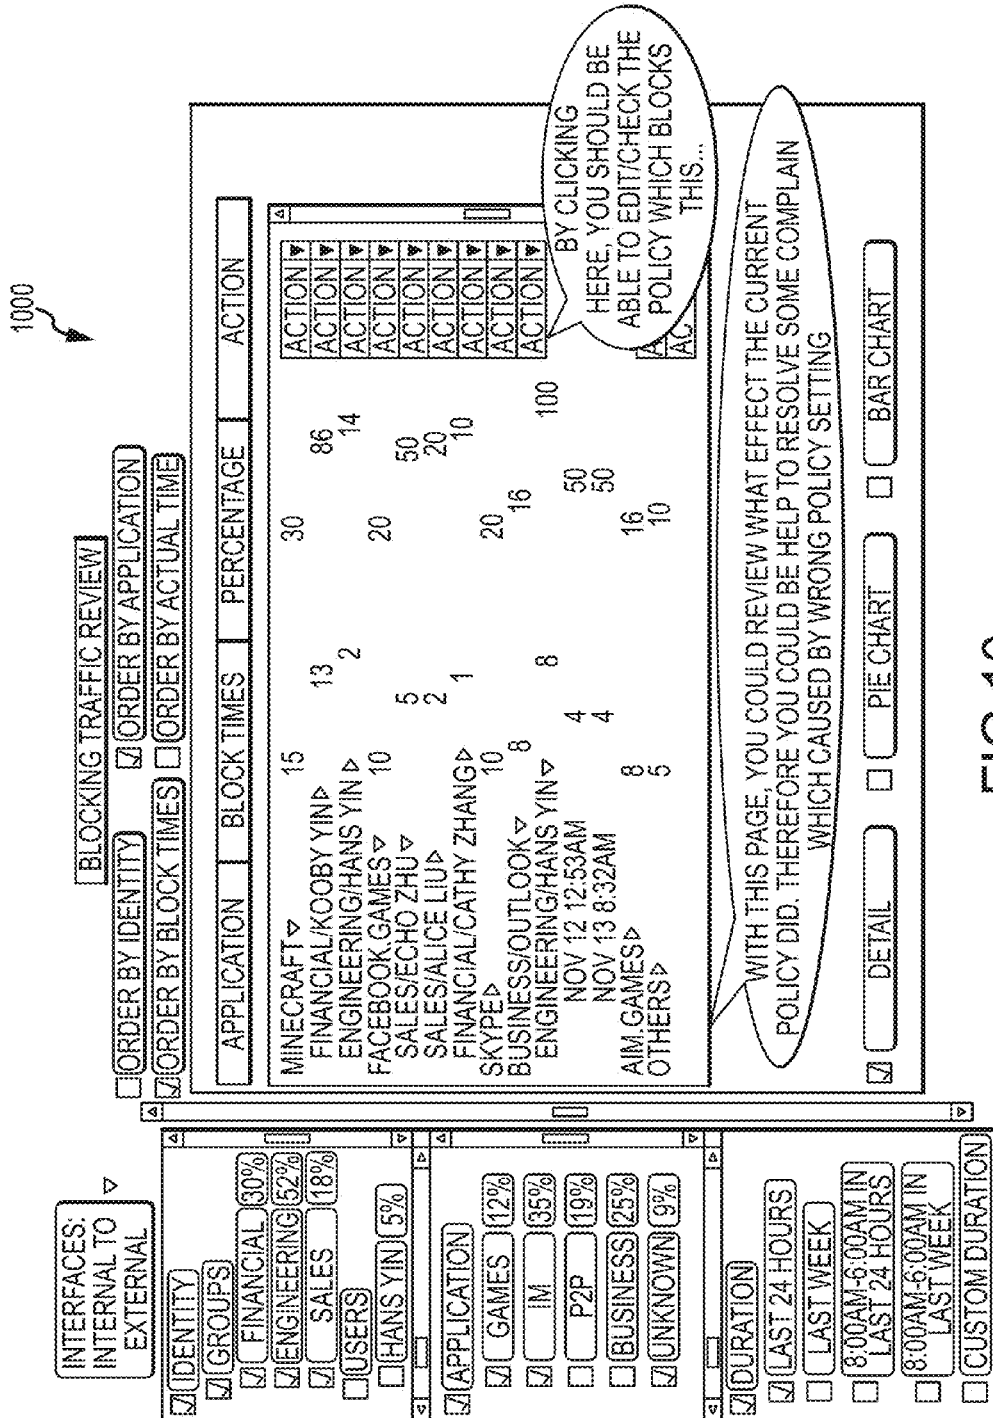 1000
INTERFACES:
INTERNAL TO
EXTERNAL
IDENTITY
GROUPS
FINANCIAL 30%
ENGINEERING 52%
SALES 18%
USERS
HANS YIN 5%
APPLICATION
GAMES 12%
IM 35%
P2P 19%
BUSINESS 25%
UNKNOWN 9%
DURATION
LAST 24 HOURS
LAST WEEK
8:00AM-6:00AM IN
LAST 24 HOURS
8:00AM-6:00AM IN
LAST WEEK
CUSTOM DURATION
BLOCKING TRAFFIC REVIEW
ORDER BY IDENTITY ORDER BY APPLICATION
ORDER BY BLOCK TIMES ORDER BY ACTUAL TIME
APPLICATION BLOCK TIMES PERCENTAGE ACTION
MINECRAFT 15 30 ACTION
FINANCIAL/KOOBY YIN 13 86 ACTION
ENGINEERING/HANS YIN 2 14 ACTION
FACEBOOK.GAMES 10 20 ACTION
SALES/ECHO ZHU 5 50 ACTION
SALES/ALICE LIU 2 20 ACTION
FINANCIAL/CATHY ZHANG 1 10 ACTION
SKYPE 10 20 ACTION
BUSINESS/OUTLOOK 8 16 ACTION
ENGINEERING/HANS YIN 8 100
NOV 12 12:53AM 4 50
NOV 13 8:32AM 4 50
AIM.GAMES 8 16
OTHERS 5 10 AC
BY CLICKING
HERE, YOU SHOULD BE
ABLE TO EDIT/CHECK THE
POLICY WHICH BLOCKS
THIS...
WITH THIS PAGE, YOU COULD REVIEW WHAT EFFECT THE CURRENT
POLICY DID. THEREFORE YOU COULD BE HELP TO RESOLVE SOME COMPLAIN
WHICH CAUSED BY WRONG POLICY SETTING
DETAIL PIE CHART BAR CHART